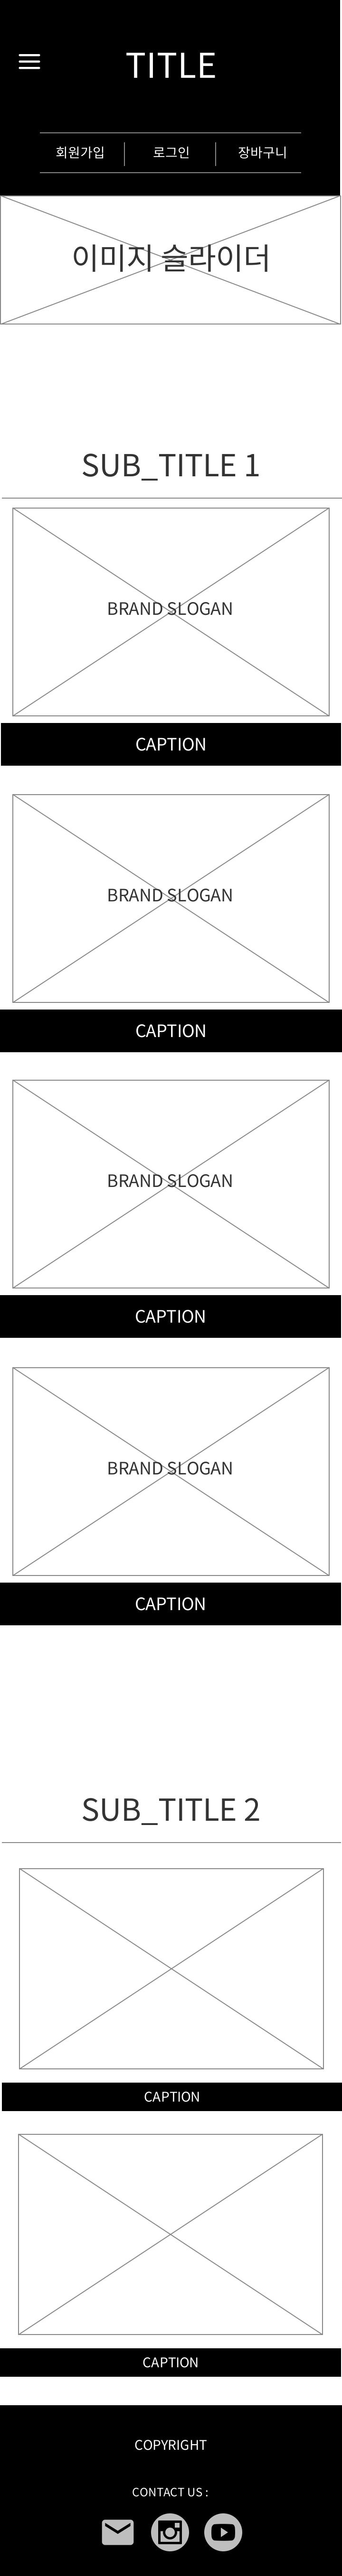 TITLE
회원가입 로그인 장바구니
이미지 슬라이더
SUB_TITLE 1
BRAND SLOGAN
CAPTION
BRAND SLOGAN
CAPTION
BRAND SLOGAN
CAPTION
BRAND SLOGAN
CAPTION
SUB_TITLE 2
CAPTION
CAPTION
COPYRIGHT
CONTACT US :